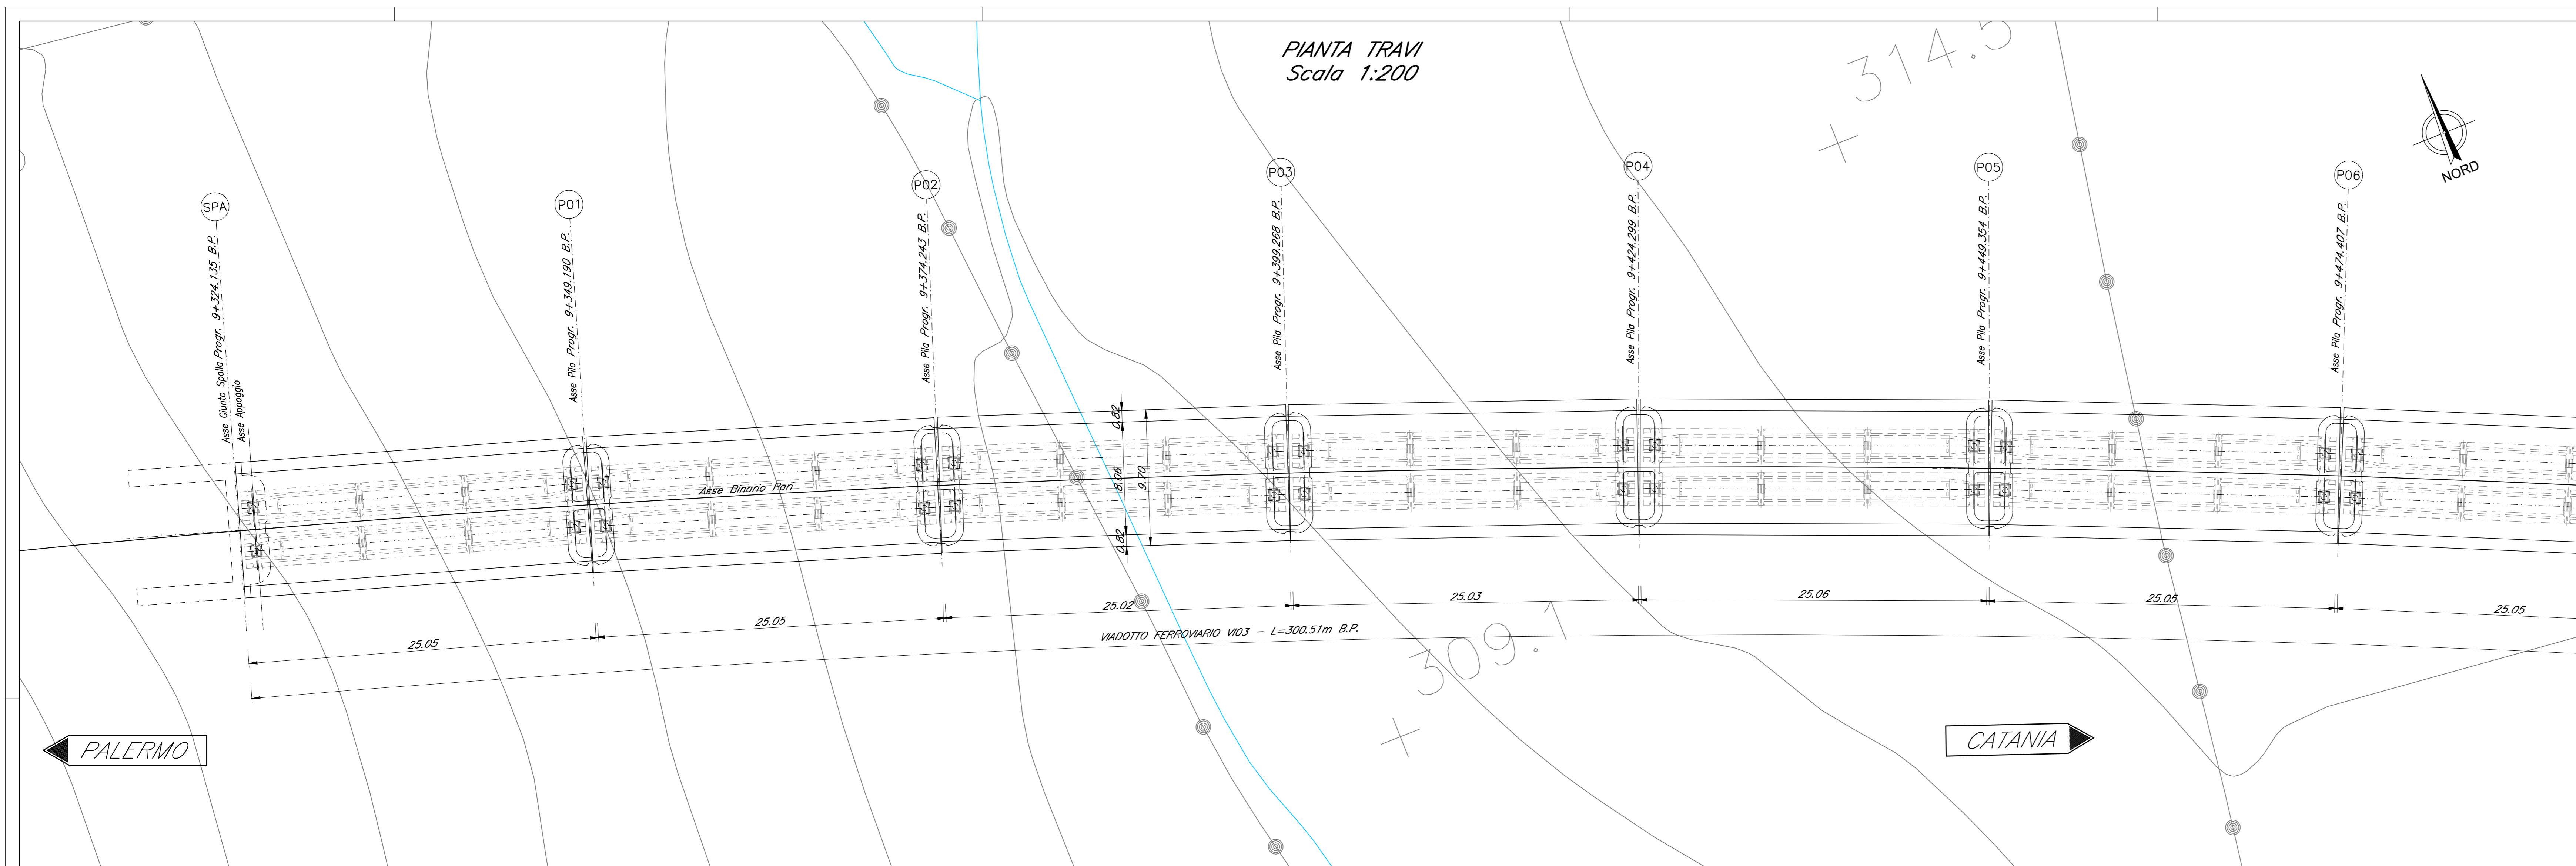 PIANTA TRAVI
Scala 1:200
314.5
NORD
SPA
P01
P02
P03
P04
P05
P06
Asse Giunto Spalla Progr. 9+324.135 B.P.
Asse Appoggio
Asse Pila Progr. 9+349.190 B.P.
Asse Pila Progr. 9+374.243 B.P.
Asse Pila Progr. 9+399.268 B.P.
Asse Pila Progr. 9+424.299 B.P.
Asse Pila Progr. 9+449.354 B.P.
Asse Pila Progr. 9+474.407 B.P.
0.82
8.06
9.70
0.82
Asse Binario Pari
25.05
25.05
25.02
25.03
25.06
25.05
25.05
VIADOTTO FERROVIARIO VI03 - L=300.51m B.P.
309.1
PALERMO
CATANIA